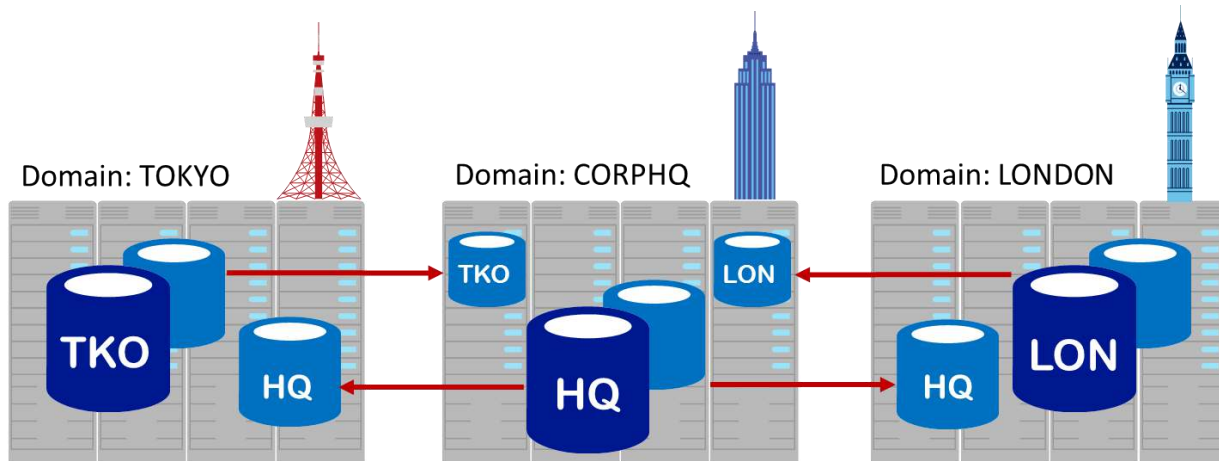 Domain: TOKYO
Domain: CORPHQ
Domain: LONDON
TKO
HQ
TKO
HQ
LON
HQ
LON